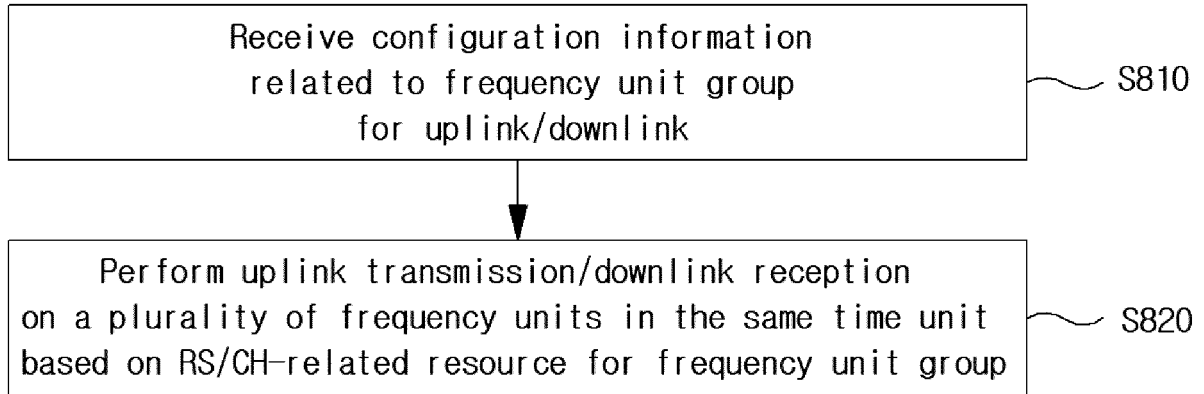 Receive configuration information
related to frequency unit group
for uplink/downlink
S810
Perform uplink transmission/downlink reception
on a plurality of frequency units in the same time unit
based on RS/CH-related resource for frequency unit group
S820